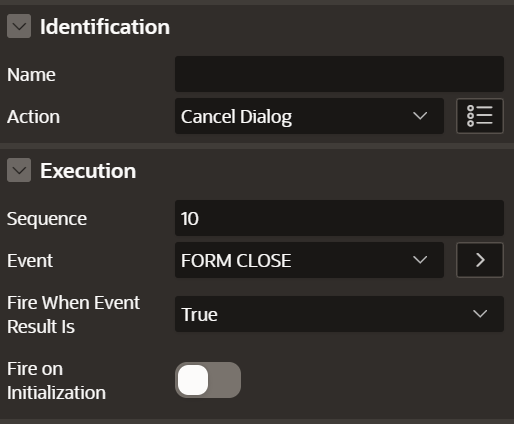 Identification
Name
Action
Cancel Dialog
Execution
Sequence
10
Event
FORM CLOSE
Fire When Event
Result Is
True
Fire on
Initialization